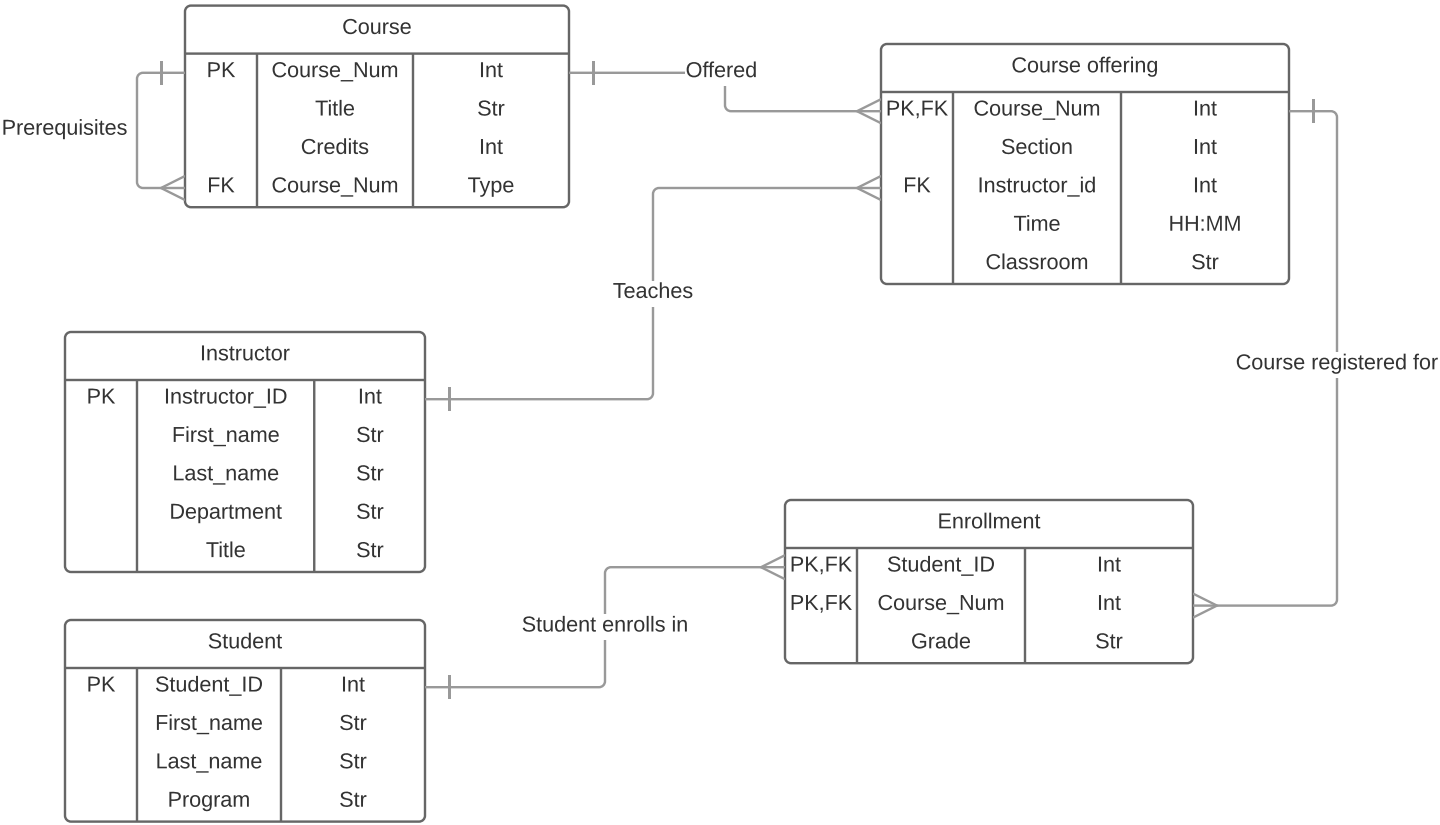 Course
PK Course_Num Int
Title Str
Credits Int
FK Course_Num Type
Prerequisites
Offered
Course offering
PK,FK Course_Num Int
Section Int
FK Instructor_id Int
Time HH:MM
Classroom Str
Teaches
Course registered for
Instructor
PK Instructor_ID Int
First_name Str
Last_name Str
Department Str
Title Str
Enrollment
PK,FK Student_ID Int
PK,FK Course_Num Int
Grade Str
Student enrolls in
Student
PK Student_ID Int
First_name Str
Last_name Str
Program Str